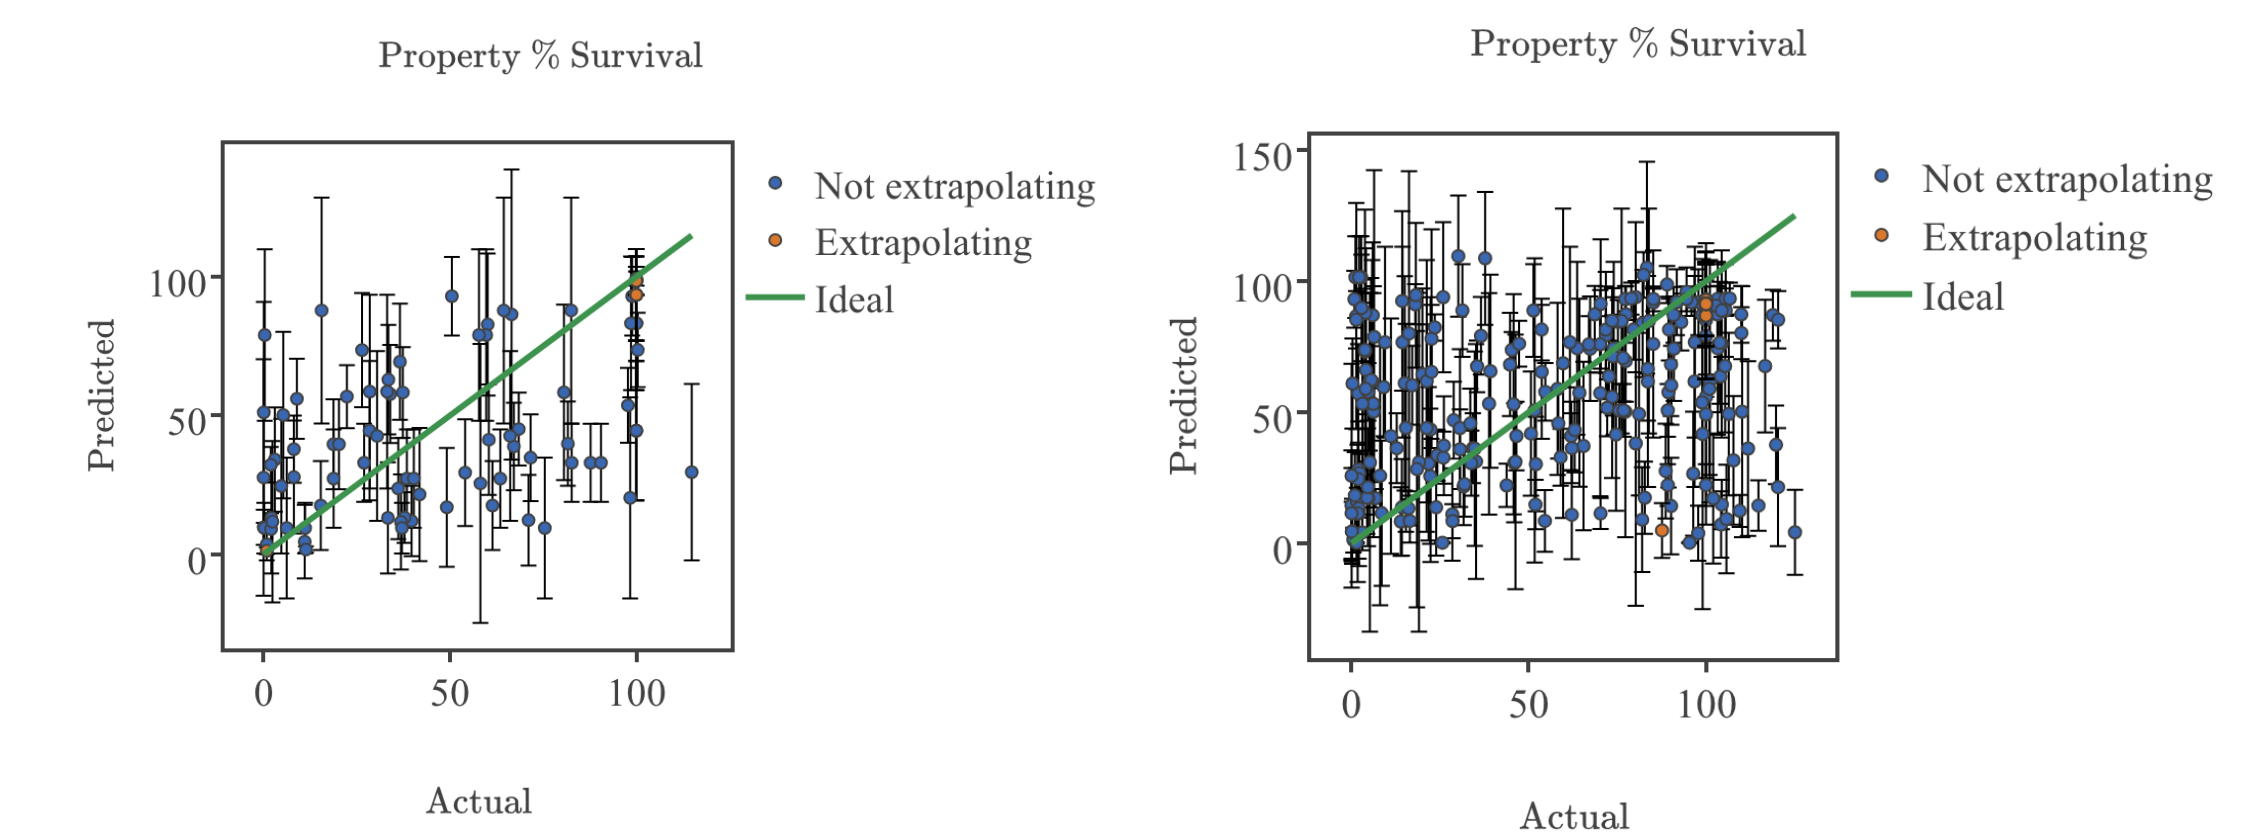 Property % Survival
Predicted
100
50
0
0
50
100
Actual
Not extrapolating
Extrapolating
Ideal
Property % Survival
Predicted
150
100
50
0
0
50
100
Actual
Not extrapolating
Extrapolating
Ideal